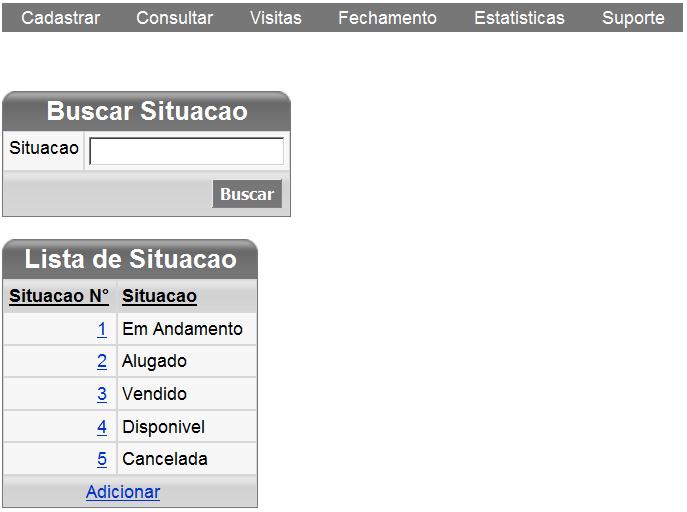 Cadastrar Consultar Visitas Fechamento Estatisticas Suporte
Buscar Situacao
Situacao
Buscar
Lista de Situacao
Situacao N° Situacao
1 Em Andamento
2 Alugado
3 Vendido
4 Disponivel
5 Cancelada
Adicionar